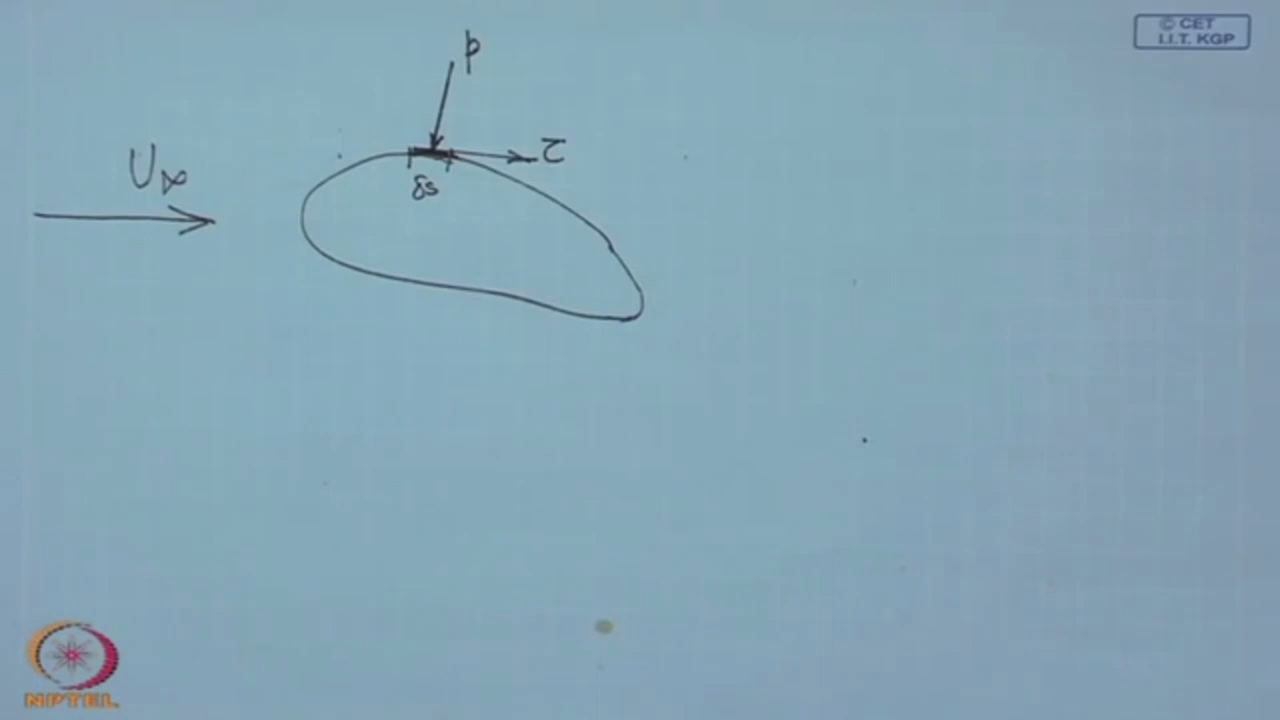 © CET
I.I.T. KGP
p
τ
U∞
δs
NPTEL